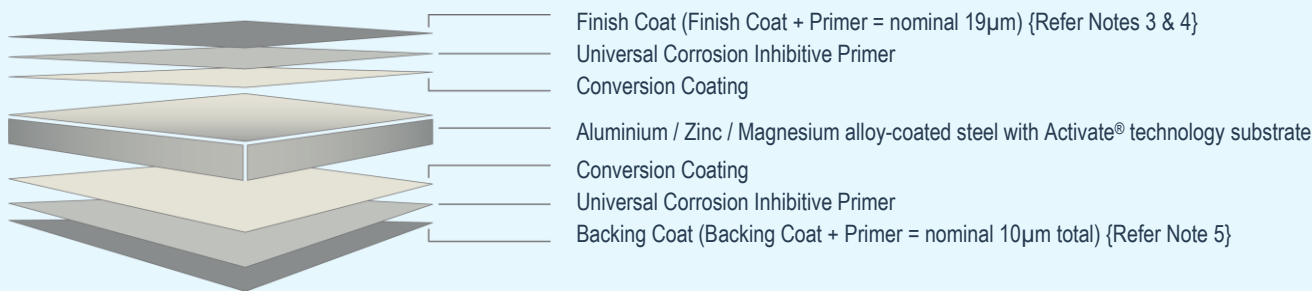 Finish Coat (Finish Coat + Primer = nominal 19µm) {Refer Notes 3 & 4}
Universal Corrosion Inhibitive Primer
Conversion Coating
Aluminium / Zinc / Magnesium alloy-coated steel with Activate® technology substrate
Conversion Coating
Universal Corrosion Inhibitive Primer
Backing Coat (Backing Coat + Primer = nominal 10µm total) {Refer Note 5}